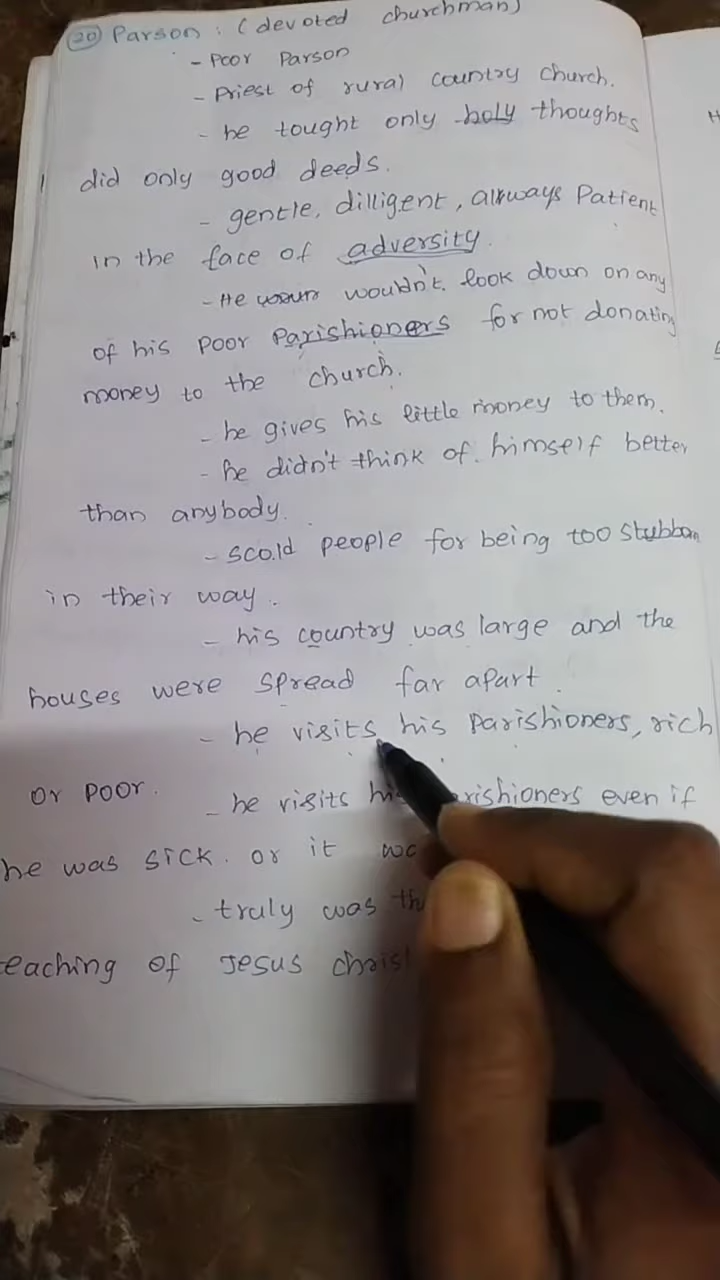 20 Parson : (devoted churchman)
- Poor Parson
- Priest of rural country church.
- he tought only holy thoughts
did only good deeds.
- gentle, dilligent, always Patient
in the face of adversity.
- He wouldn't look down on any
of his poor Parishioners for not donating
money to the church.
- he gives his little money to them.
- he didn't think of himself better
than anybody.
- scold people for being too stubborn
in their way.
- his country was large and the
houses were spread far apart.
- he visits his Parishioners, rich
or poor.
- he visits his parishioners even if
he was sick. or it
- truly was
eaching of Jesus christ